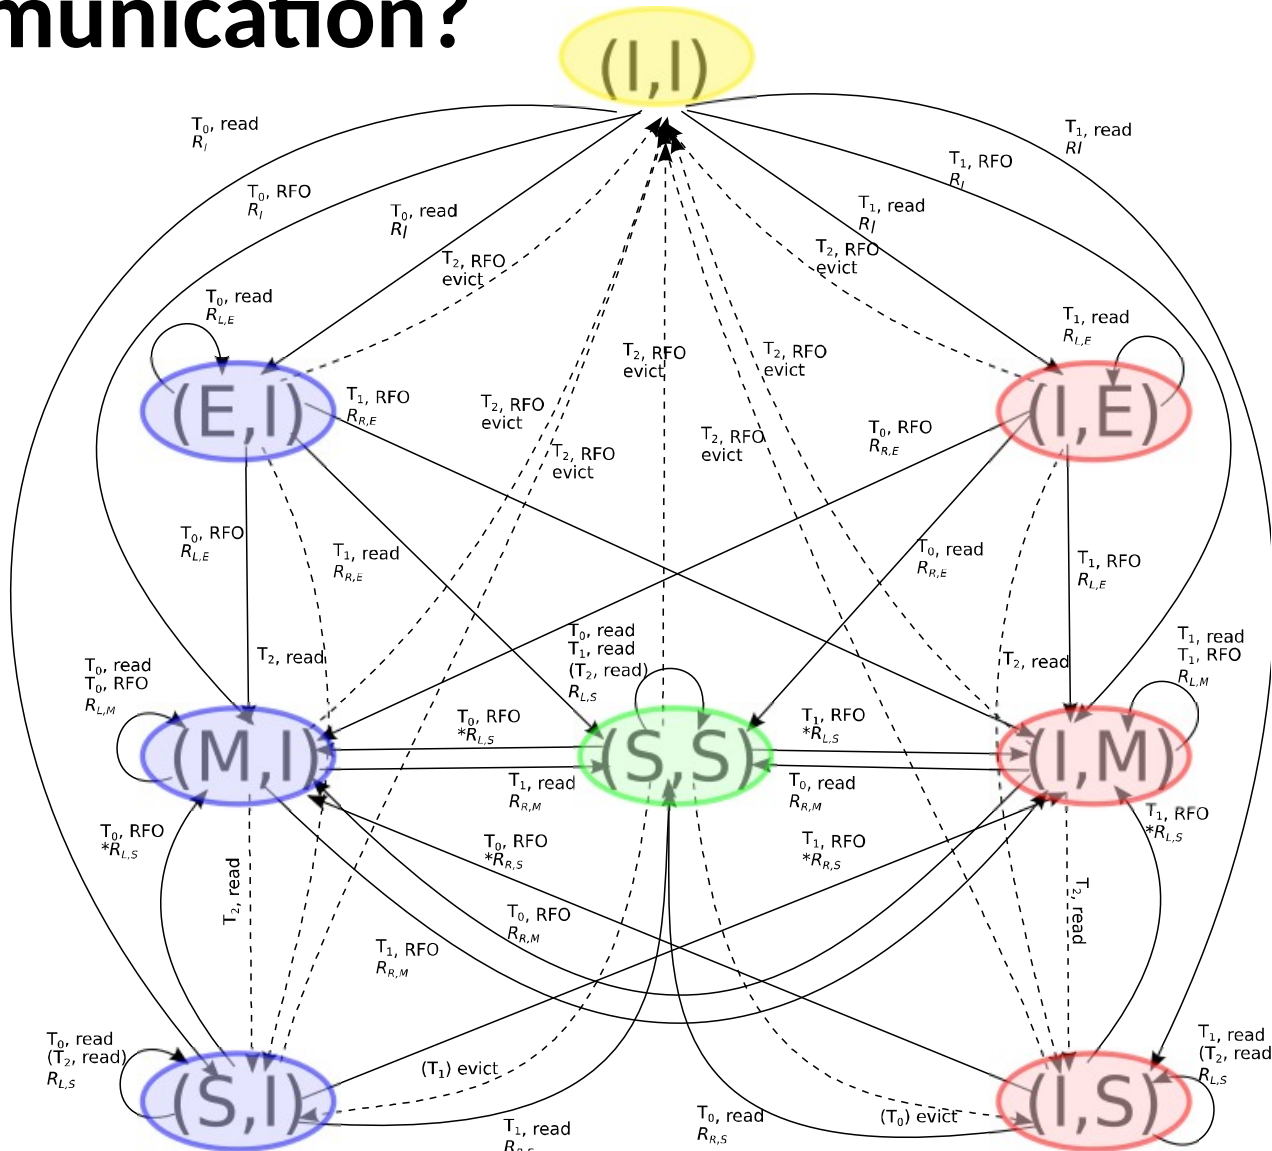 munication?
(I,I)
T0, read
RI
T1, read
RI
T0, RFO
RI
T1, RFO
RI
T0, read
RI
T1, read
RI
T2, RFO
evict
T2, RFO
evict
T0, read
RL,E
T1, read
RL,E
(E,I)
(I,E)
T2, RFO
evict
T2, RFO
evict
T1, RFO
RR,E
T2, RFO
evict
T0, RFO
RR,E
T2, RFO
evict
T2, RFO
evict
T0, RFO
RL,E
T1, read
RR,E
T0, read
RR,E
T1, RFO
RL,E
T2, read
T0, read
T1, read
(T2, read)
RL,S
T2, read
T0, read
T0, RFO
RL,M
T1, read
T1, RFO
RL,M
T0, RFO
*RL,S
T1, RFO
*RL,S
(M,I)
(S,S)
(I,M)
T1, read
RR,M
T0, read
RR,M
T0, RFO
*RL,S
T0, RFO
*RR,S
T1, RFO
*RR,S
T1, RFO
*RL,S
T2, read
T2, read
T0, RFO
RR,M
T1, RFO
RR,M
T0, read
(T2, read)
RL,S
T1, read
(T2, read
RL,S
(T1) evict
(S,I)
(I,S)
(T0) evict
T1, read
RR,S
T0, read
RR,S